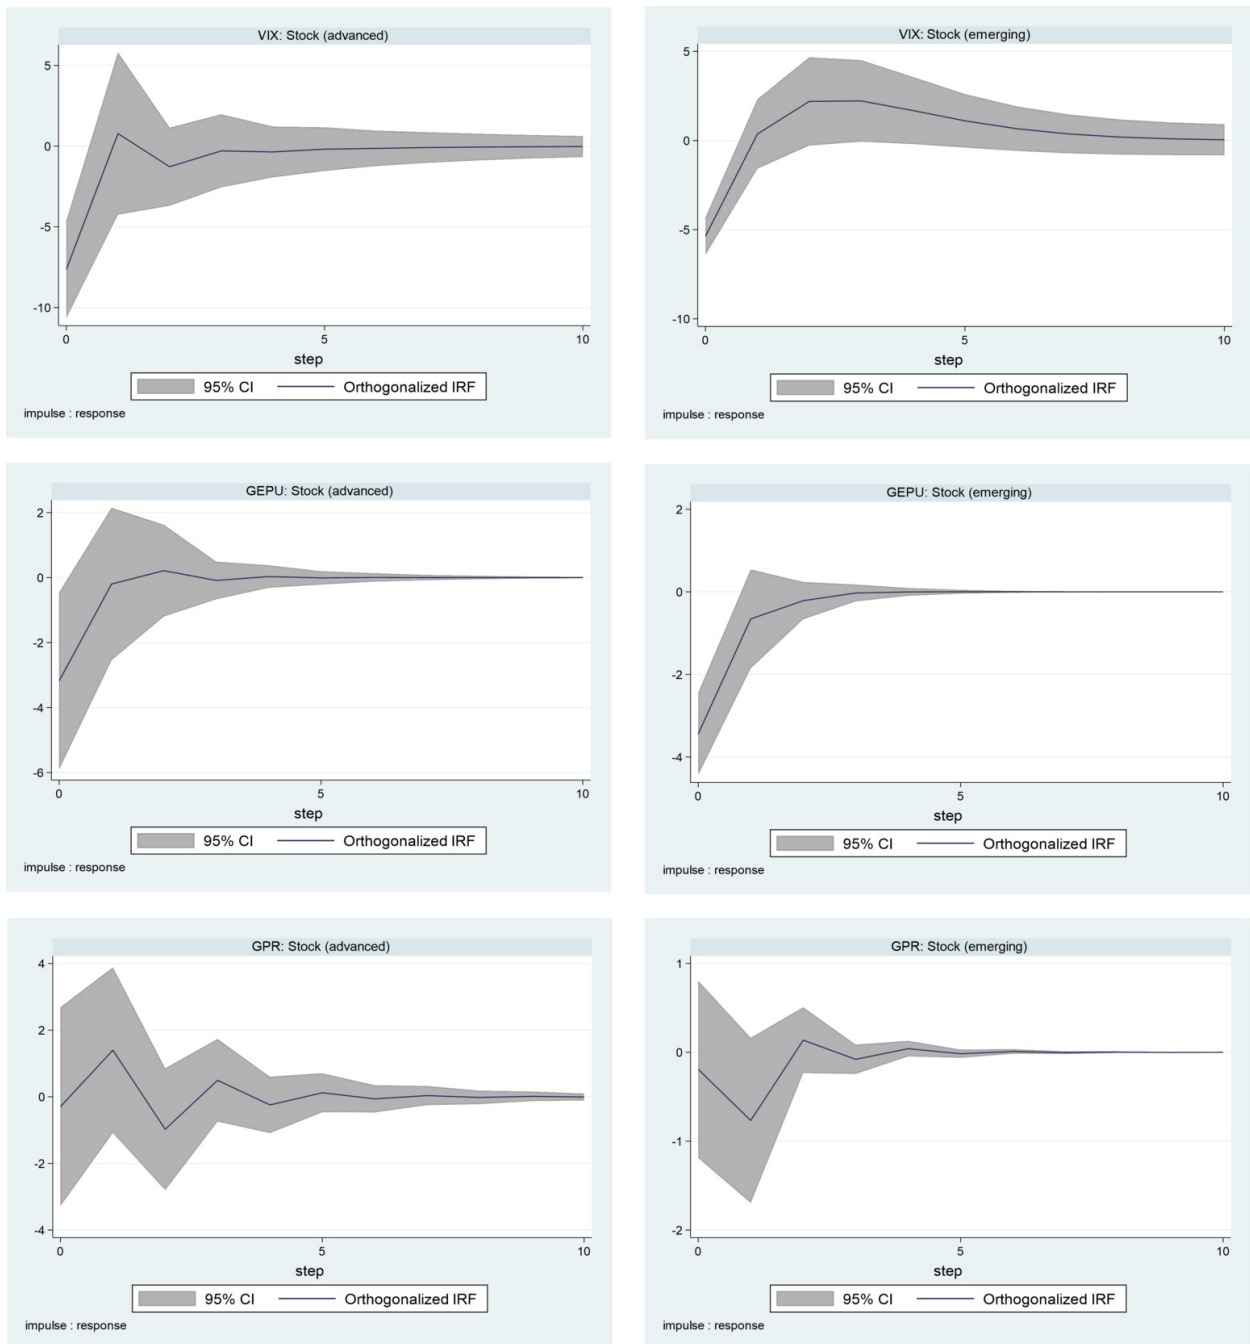 VIX: Stock (advanced)
5
0
-5
-10
0
5
10
step
95% CI
Orthogonalized IRF
impulse : response
VIX: Stock (emerging)
5
0
-5
-10
0
5
10
step
95% CI
Orthogonalized IRF
impulse : response
GEPU: Stock (advanced)
2
0
-2
-4
-6
0
5
10
step
95% CI
Orthogonalized IRF
impulse : response
GEPU: Stock (emerging)
2
0
-2
-4
0
5
10
step
95% CI
Orthogonalized IRF
impulse : response
GPR: Stock (advanced)
4
2
0
-2
-4
0
5
10
step
95% CI
Orthogonalized IRF
impulse : response
GPR: Stock (emerging)
1
0
-1
-2
0
5
10
step
95% CI
Orthogonalized IRF
impulse : response